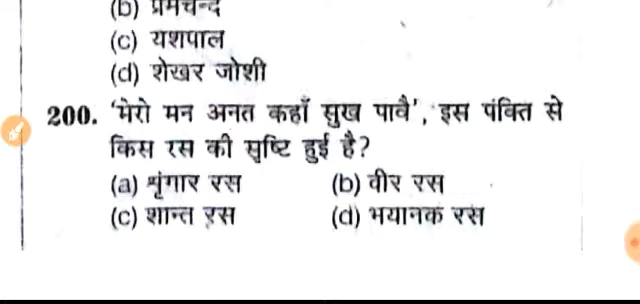 (b) प्रेमचन्द
(c) यशपाल
(d) शेखर जोशी
200. 'मेरो मन अनत कहाँ सुख पावै', इस पंक्ति से
किस रस की सृष्टि हुई है?
(a) शृंगार रस (b) वीर रस
(c) शान्त रस (d) भयानक रस